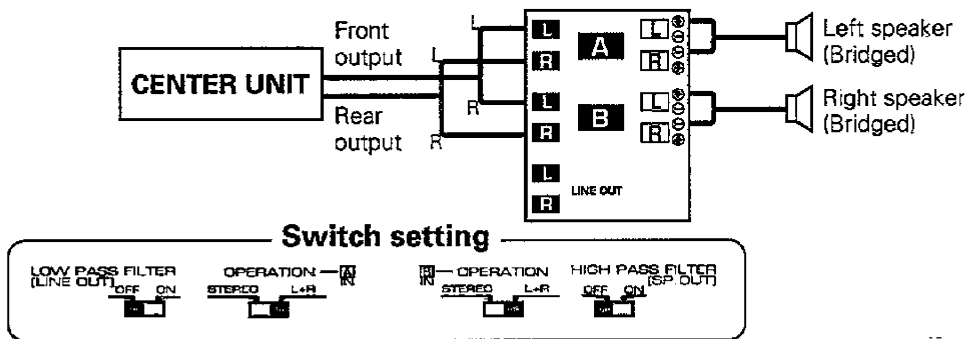 Front
output
CENTER UNIT
Rear
output
L
L
R
R
L
R
L
R
L
R
A
B
L
R
L
R
⊕
⊖
⊖
⊕
⊕
⊖
⊖
⊕
LINE OUT
Left speaker
(Bridged)
Right speaker
(Bridged)
Switch setting
LOW PASS FILTER
(LINE OUT)
OFF ON
OPERATION — A
IN
STEREO L+R
B — OPERATION
IN
STEREO L+R
HIGH PASS FILTER
(SP. OUT)
OFF ON